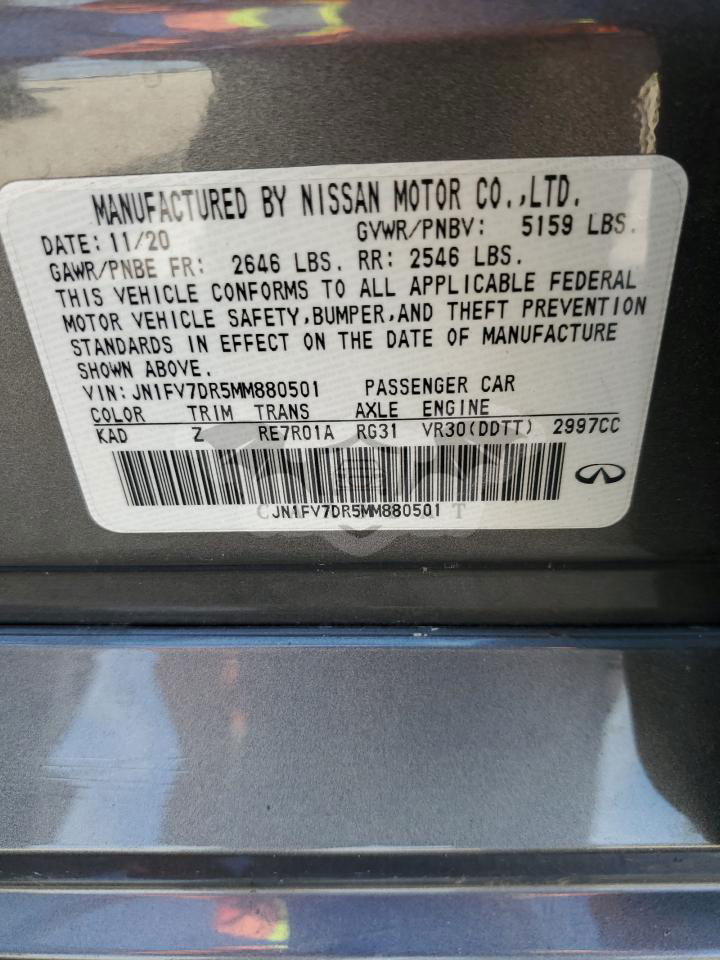 MANUFACTURED BY NISSAN MOTOR CO.,LTD.
DATE: 11/20 GVWR/PNBV: 5159 LBS.
GAWR/PNBE FR: 2646 LBS. RR: 2546 LBS.
THIS VEHICLE CONFORMS TO ALL APPLICABLE FEDERAL
MOTOR VEHICLE SAFETY,BUMPER,AND THEFT PREVENTION
STANDARDS IN EFFECT ON THE DATE OF MANUFACTURE
SHOWN ABOVE.
VIN: JN1FV7DR5MM880501 PASSENGER CAR
COLOR TRIM TRANS AXLE ENGINE
KAD Z RE7R01A RG31 VR30(DDTT) 2997CC
JN1FV7DR5MM880501